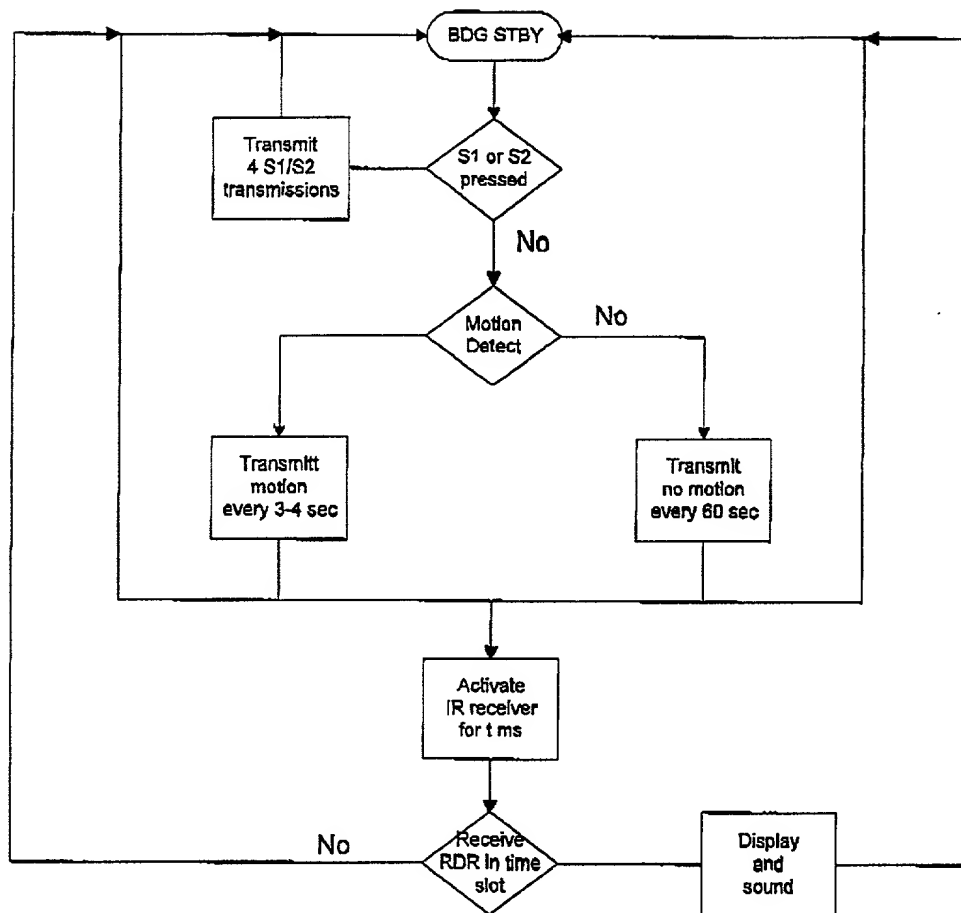 BDG STBY
Transmit
4 S1/S2
transmissions
S1 or S2
pressed
No
Motion
Detect
No
Transmitt
motion
every 3-4 sec
Transmit
no motion
every 60 sec
Activate
IR receiver
for t ms
No
Receive
RDR in time
slot
Display
and
sound